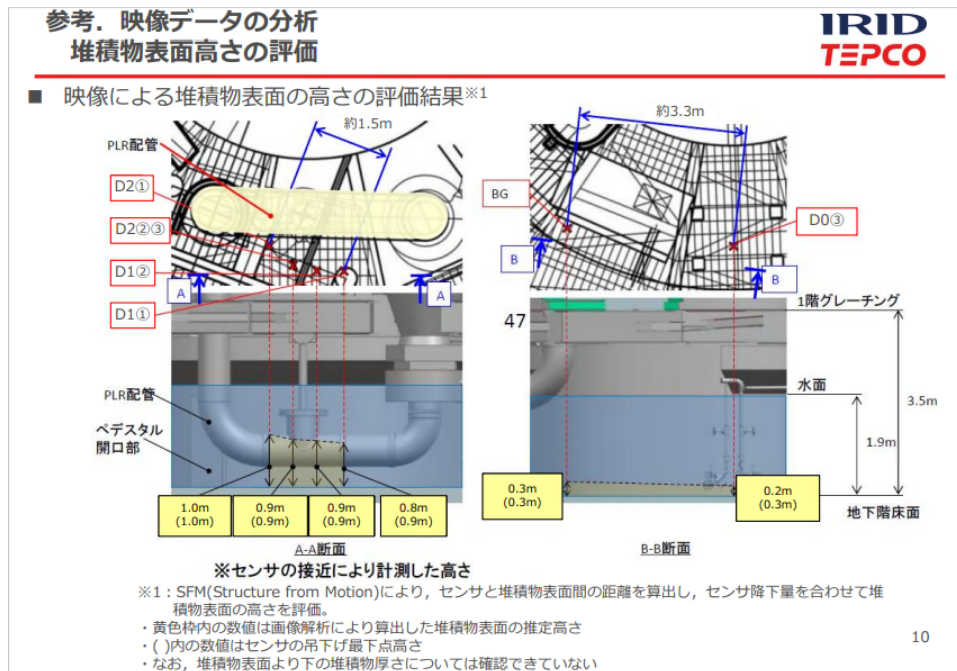 参考．映像データの分析
堆積物表面高さの評価
IRID
TEPCO
■ 映像による堆積物表面の高さの評価結果※1
約1.5m
PLR配管
D2①
D2②③
D1②
D1①
A
A
PLR配管
ペデスタル
開口部
1.0m
(1.0m)
0.9m
(0.9m)
0.9m
(0.9m)
0.8m
(0.9m)
A-A断面
約3.3m
BG
D0③
B
B
47
1階グレーチング
水面
3.5m
1.9m
0.3m
(0.3m)
0.2m
(0.3m)
地下階床面
B-B断面
※センサの接近により計測した高さ
※1：SFM(Structure from Motion)により，センサと堆積物表面間の距離を算出し，センサ降下量を合わせて堆
積物表面の高さを評価。
・黄色枠内の数値は画像解析により算出した堆積物表面の推定高さ
・( )内の数値はセンサの吊下げ最下点高さ
・なお，堆積物表面より下の堆積物厚さについては確認できていない
10